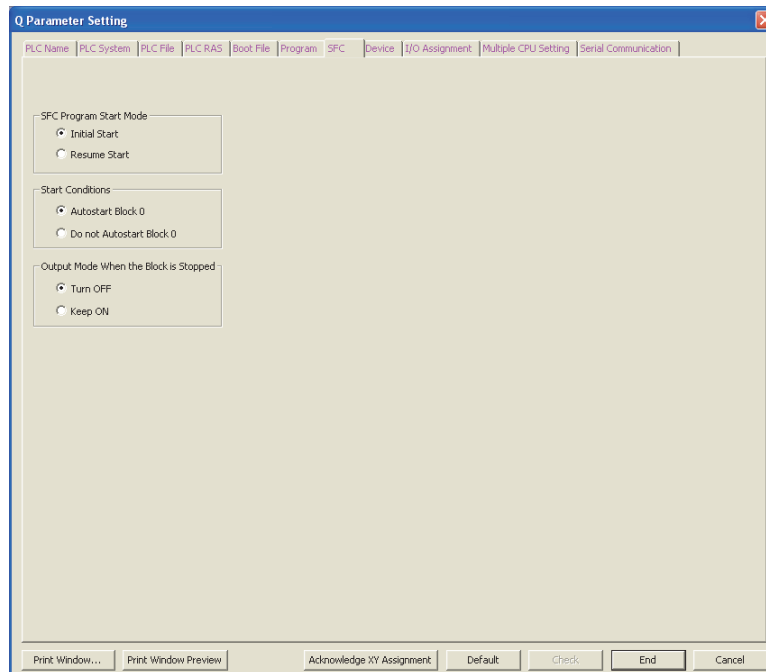 Q Parameter Setting
PLC Name PLC System PLC File PLC RAS Boot File Program SFC Device I/O Assignment Multiple CPU Setting Serial Communication
SFC Program Start Mode
Initial Start
Resume Start
Start Conditions
Autostart Block 0
Do not Autostart Block 0
Output Mode When the Block is Stopped
Turn OFF
Keep ON
Print Window... Print Window Preview Acknowledge XY Assignment Default Check End Cancel